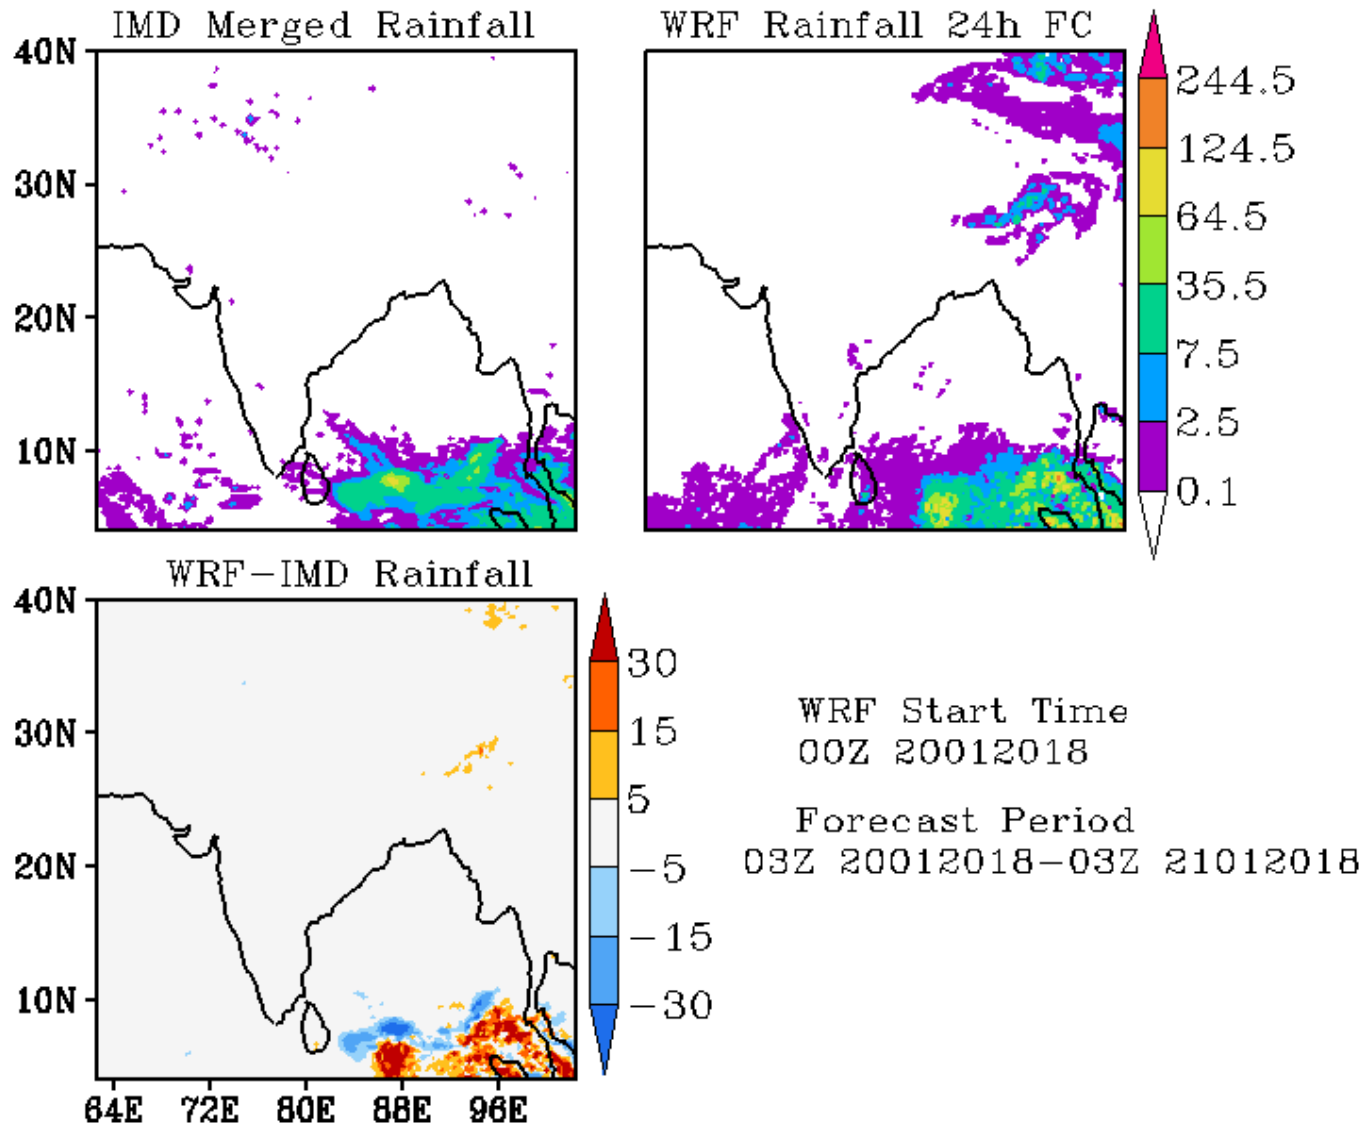 IMD Merged Rainfall
WRF Rainfall 24h FC
40N
30N
20N
10N
244.5
124.5
64.5
35.5
7.5
2.5
0.1
WRF-IMD Rainfall
40N
30N
20N
10N
64E 72E 80E 88E 96E
30
15
5
-5
-15
-30
WRF Start Time
00Z 20012018
Forecast Period
03Z 20012018-03Z 21012018